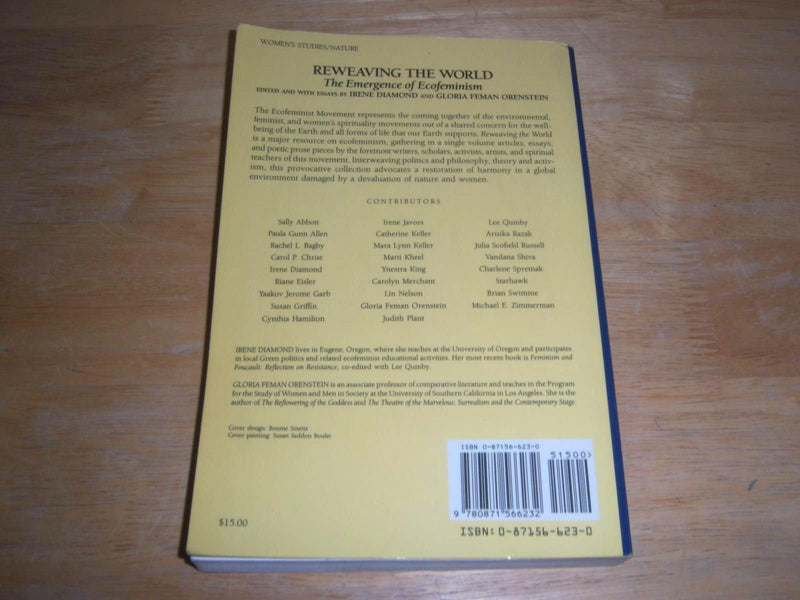 WOMEN'S STUDIES/NATURE
REWEAVING THE WORLD
The Emergence of Ecofeminism
EDITED AND WITH ESSAYS BY IRENE DIAMOND AND GLORIA FEMAN ORENSTEIN
The Ecofeminist Movement represents the coming together of the environmental,
feminist, and women's spirituality movements out of a shared concern for the well-
being of the Earth and all forms of life that our Earth supports. Reweaving the World
is a major resource on ecofeminism, gathering in a single volume articles, essays,
and poetic prose pieces by the foremost writers, scholars, activists, artists, and spiritual
teachers of this movement. Interweaving politics and philosophy, theory and activ-
ism, this provocative collection advocates a restoration of harmony in a global
environment damaged by a devaluation of nature and women.
CONTRIBUTORS
Sally Abbott
Paula Gunn Allen
Rachel L. Bagby
Carol P. Christ
Irene Diamond
Riane Eisler
Yaakov Jerome Garb
Susan Griffin
Cynthia Hamilton
Irene Javors
Catherine Keller
Mara Lynn Keller
Marti Kheel
Ynestra King
Carolyn Merchant
Lin Nelson
Gloria Feman Orenstein
Judith Plant
Lee Quinby
Arisika Razak
Julia Scofield Russell
Vandana Shiva
Charlene Spretnak
Starhawk
Brian Swimme
Michael E. Zimmerman
IRENE DIAMOND lives in Eugene, Oregon, where she teaches at the University of Oregon and participates
in local Green politics and related ecofeminist educational activities. Her most recent book is Feminism and
Foucault: Reflection on Resistance, co-edited with Lee Quinby.
GLORIA FEMAN ORENSTEIN is an associate professor of comparative literature and teaches in the Program
for the Study of Women and Men in Society at the University of Southern California in Los Angeles. She is the
author of The Reflowering of the Goddess and The Theatre of the Marvelous: Surrealism and the Contemporary Stage.
Cover design: Bonnie Smetts
Cover painting: Susan Seddon Boulet
ISBN 0-87156-623-0
51500>
9 780871 566232
ISBN: 0-87156-623-0
$15.00